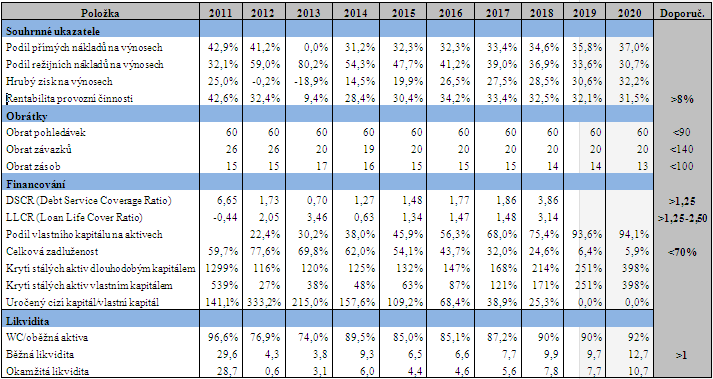 Položka 2011 2012 2013 2014 2015 2016 2017 2018 2019 2020 Doporuč.
Souhrnné ukazatele
Podíl přímých nákladů na výnosech 42,9% 41,2% 0,0% 31,2% 32,3% 32,3% 33,4% 34,6% 35,8% 37,0%
Podíl režijních nákladů na výnosech 32,1% 59,0% 80,2% 54,3% 47,7% 41,2% 39,0% 36,9% 33,6% 30,7%
Hrubý zisk na výnosech 25,0% -0,2% -18,9% 14,5% 19,9% 26,5% 27,5% 28,5% 30,6% 32,2%
Rentabilita provozní činnosti 42,6% 32,4% 9,4% 28,4% 30,4% 34,2% 33,4% 32,5% 32,1% 31,5% >8%
Obrátky
Obrat pohledávek 60 60 60 60 60 60 60 60 60 60 <90
Obrat závazků 26 26 20 19 20 20 20 20 20 20 <140
Obrat zásob 15 15 17 16 15 15 15 14 14 13 <100
Financování
DSCR (Debt Service Coverage Ratio) 6,65 1,73 0,70 1,27 1,48 1,77 1,86 3,86 >1,25
LLCR (Loan Life Cover Ratio) -0,44 2,05 3,46 0,63 1,34 1,47 1,48 3,14 >1,25-2,50
Podíl vlastního kapitálu na aktivech 22,4% 30,2% 38,0% 45,9% 56,3% 68,0% 75,4% 93,6% 94,1%
Celková zadluženost 59,7% 77,6% 69,8% 62,0% 54,1% 43,7% 32,0% 24,6% 6,4% 5,9% <70%
Krytí stálých aktiv dlouhodobým kapitálem 1299% 116% 120% 125% 132% 147% 168% 214% 251% 398%
Krytí stálých aktiv vlastním kapitálem 539% 27% 38% 48% 63% 87% 121% 171% 251% 398%
Uročený cizí kapitál/vlastní kapitál 141,1% 333,2% 215,0% 157,6% 109,2% 68,4% 38,9% 25,3% 0,0% 0,0%
Likvidita
WC/oběžná aktiva 96,6% 76,9% 74,0% 89,5% 85,0% 85,1% 87,2% 90% 90% 92%
Běžná likvidita 29,6 4,3 3,8 9,3 6,5 6,6 7,7 9,9 9,7 12,7 >1
Okamžitá likvidita 28,7 0,6 3,1 6,0 4,4 4,6 5,6 7,8 7,7 10,7